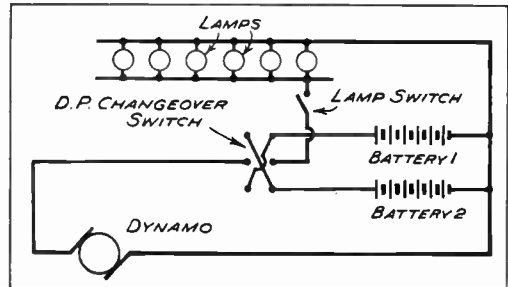 LAMPS
D.P. CHANGEOVER
SWITCH
LAMP SWITCH
BATTERY 1
BATTERY 2
DYNAMO